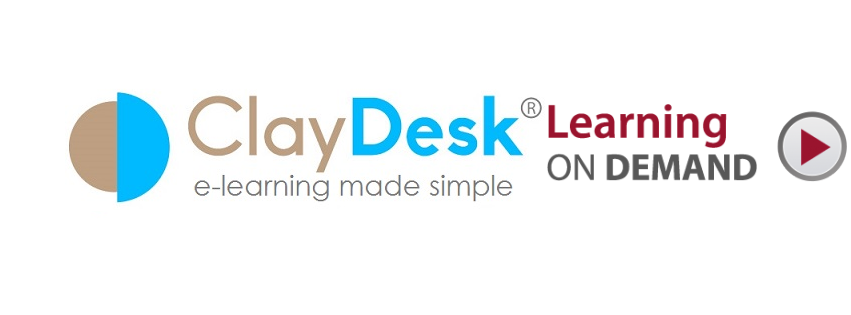 ClayDesk®
e-learning made simple
Learning
ON DEMAND